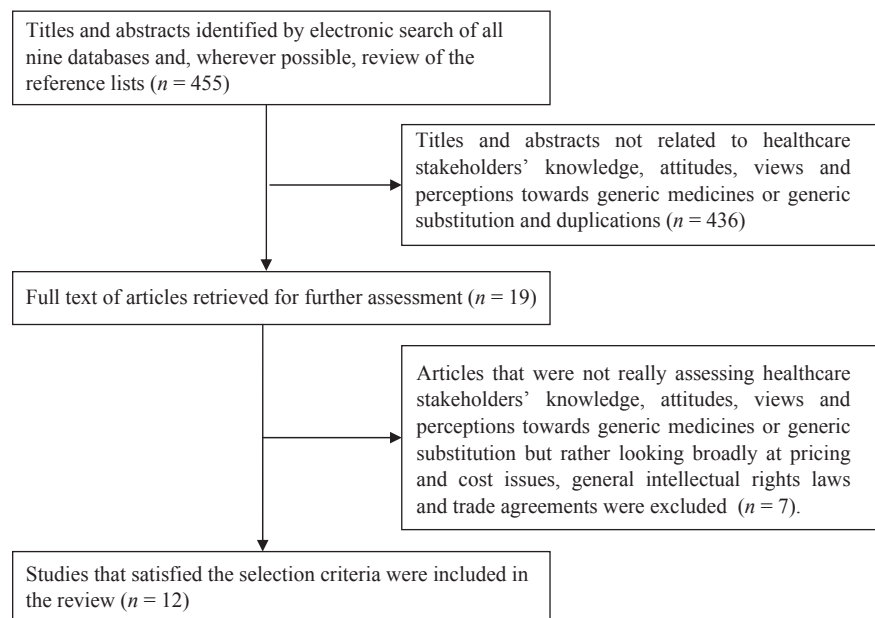 Titles and abstracts identified by electronic search of all
nine databases and, wherever possible, review of the
reference lists (n = 455)
Titles and abstracts not related to healthcare
stakeholders’ knowledge, attitudes, views and
perceptions towards generic medicines or generic
substitution and duplications (n = 436)
Full text of articles retrieved for further assessment (n = 19)
Articles that were not really assessing healthcare
stakeholders’ knowledge, attitudes, views and
perceptions towards generic medicines or generic
substitution but rather looking broadly at pricing
and cost issues, general intellectual rights laws
and trade agreements were excluded (n = 7).
Studies that satisfied the selection criteria were included in
the review (n = 12)